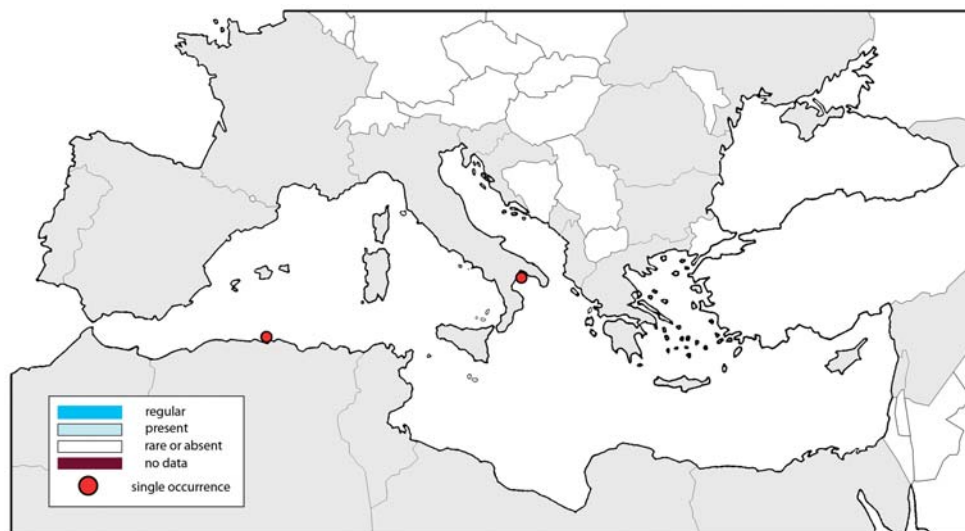 regular
present
rare or absent
no data
single occurrence